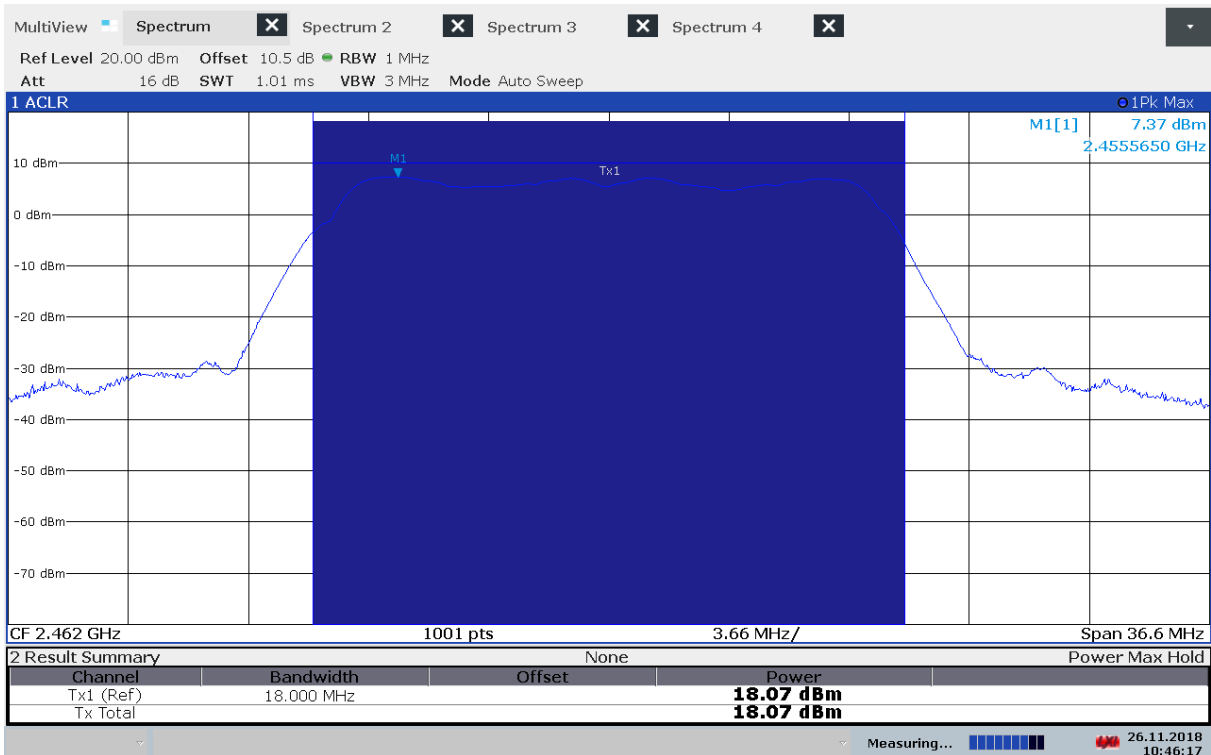 MultiView Spectrum Spectrum 2 Spectrum 3 Spectrum 4
Ref Level 20.00 dBm Offset 10.5 dB RBW 1 MHz
Att 16 dB SWT 1.01 ms VBW 3 MHz Mode Auto Sweep
1 ACLR 1Pk Max
M1[1] 7.37 dBm
2.4555650 GHz
10 dBm
M1
Tx1
0 dBm
-10 dBm
-20 dBm
-30 dBm
-40 dBm
-50 dBm
-60 dBm
-70 dBm
CF 2.462 GHz 1001 pts 3.66 MHz/ Span 36.6 MHz
2 Result Summary None Power Max Hold
Channel Bandwidth Offset Power
Tx1 (Ref) 18.000 MHz 18.07 dBm
Tx Total 18.07 dBm
Measuring... 26.11.2018
10:46:17